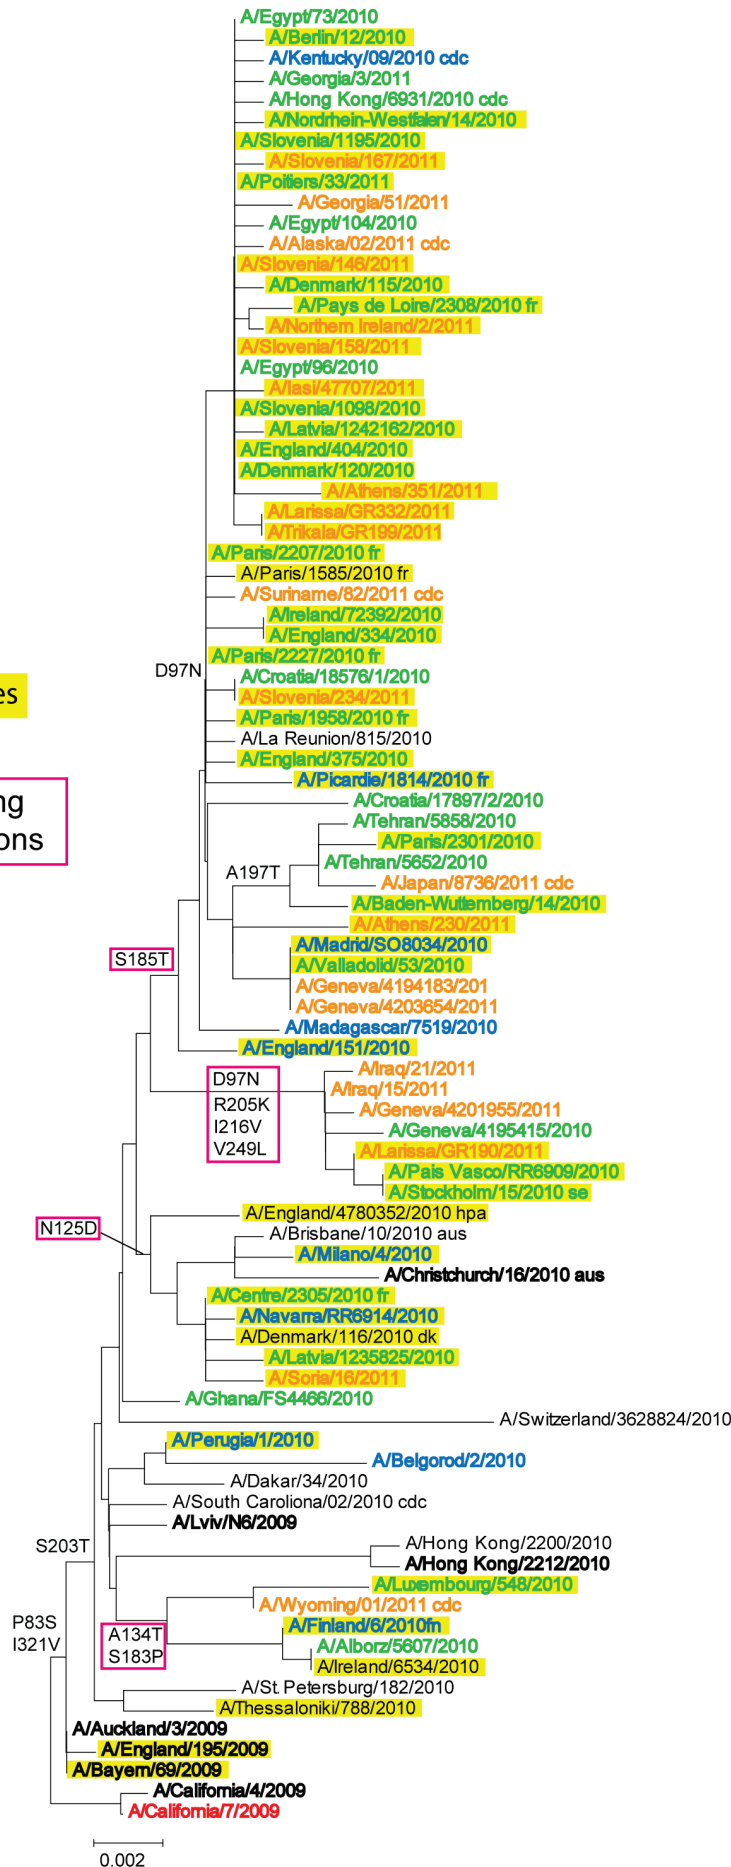 A/Egypt/73/2010
A/Berlin/12/2010
A/Kentucky/09/2010 cdc
A/Georgia/3/2011
A/Hong Kong/6931/2010 cdc
A/Nordrhein-Westfalen/14/2010
A/Slovenia/1195/2010
A/Slovenia/167/2011
A/Poitiers/33/2011
A/Georgia/51/2011
A/Egypt/104/2010
A/Alaska/02/2011 cdc
A/Slovenia/146/2011
A/Denmark/115/2010
A/Pays de Loire/2308/2010 fr
A/Northern Ireland/2/2011
A/Slovenia/158/2011
A/Egypt/96/2010
A/Iasi/47707/2011
A/Slovenia/1098/2010
A/Latvia/1242162/2010
A/England/404/2010
A/Denmark/120/2010
A/Athens/351/2011
A/Larissa/GR332/2011
A/Trikala/GR199/2011
A/Paris/2207/2010 fr
A/Paris/1585/2010 fr
A/Suriname/82/2011 cdc
A/Ireland/72392/2010
A/England/334/2010
A/Paris/2227/2010 fr
D97N
A/Croatia/18576/1/2010
es
A/Slovenia/234/2011
A/Paris/1958/2010 fr
A/La Reunion/815/2010
A/England/375/2010
A/Picardie/1814/2010 fr
ng
ons
A/Croatia/17897/2/2010
A/Tehran/5858/2010
A/Paris/2301/2010
A/Tehran/5652/2010
A197T
A/Japan/8736/2011 cdc
A/Baden-Wuttemberg/14/2010
A/Athens/230/2011
A/Madrid/SO8034/2010
S185T
A/Valladolid/53/2010
A/Geneva/4194183/201
A/Geneva/4203654/2011
A/Madagascar/7519/2010
A/England/151/2010
A/Iraq/21/2011
D97N
R205K
I216V
V249L
A/Iraq/15/2011
A/Geneva/4201955/2011
A/Geneva/4195415/2010
A/Larissa/GR190/2011
A/Pais Vasco/RR6909/2010
A/Stockholm/15/2010 se
A/England/4780352/2010 hpa
N125D
A/Brisbane/10/2010 aus
A/Milano/4/2010
A/Christchurch/16/2010 aus
A/Centre/2305/2010 fr
A/Navarra/RR6914/2010
A/Denmark/116/2010 dk
A/Latvia/1235825/2010
A/Soria/16/2011
A/Ghana/FS4466/2010
A/Switzerland/3628824/2010
A/Perugia/1/2010
A/Belgorod/2/2010
A/Dakar/34/2010
A/South Caroliona/02/2010 cdc
A/Lviv/N6/2009
S203T
A/Hong Kong/2200/2010
A/Hong Kong/2212/2010
A/Luxembourg/548/2010
A/Wyoming/01/2011 cdc
P83S
I321V
A134T
S183P
A/Finland/6/2010fn
A/Alborz/5607/2010
A/Ireland/6534/2010
A/St. Petersburg/182/2010
A/Thessaloniki/788/2010
A/Auckland/3/2009
A/England/195/2009
A/Bayern/69/2009
A/California/4/2009
A/California/7/2009
0.002